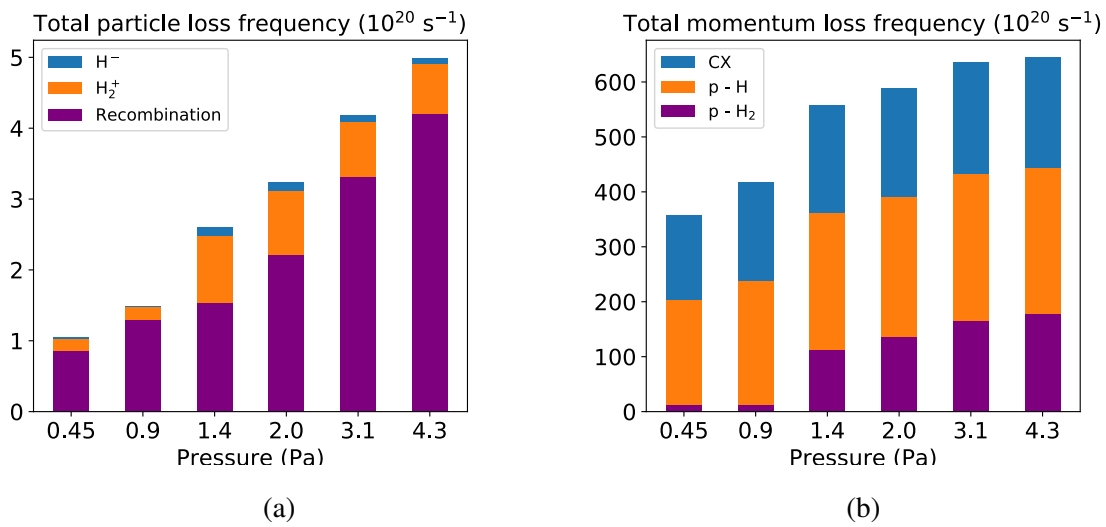 Total particle loss frequency (10²⁰ s⁻¹)
H⁻
H₂⁺
Recombination
5
4
3
2
1
0
0.45 0.9 1.4 2.0 3.1 4.3
Pressure (Pa)
(a)
Total momentum loss frequency (10²⁰ s⁻¹)
CX
p - H
p - H₂
600
500
400
300
200
100
0
0.45 0.9 1.4 2.0 3.1 4.3
Pressure (Pa)
(b)